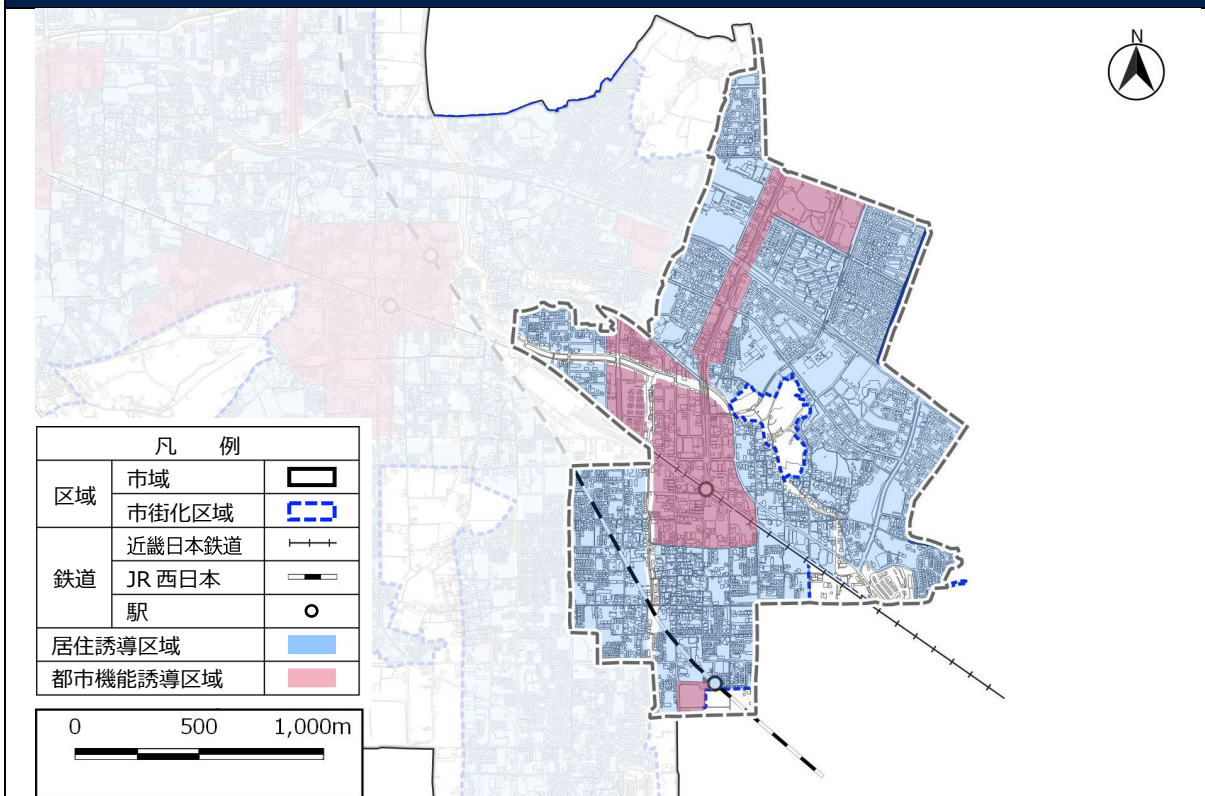 N
凡 例
区域
市域
市街化区域
鉄道
近畿日本鉄道
JR 西日本
駅
居住誘導区域
都市機能誘導区域
0 500 1,000m